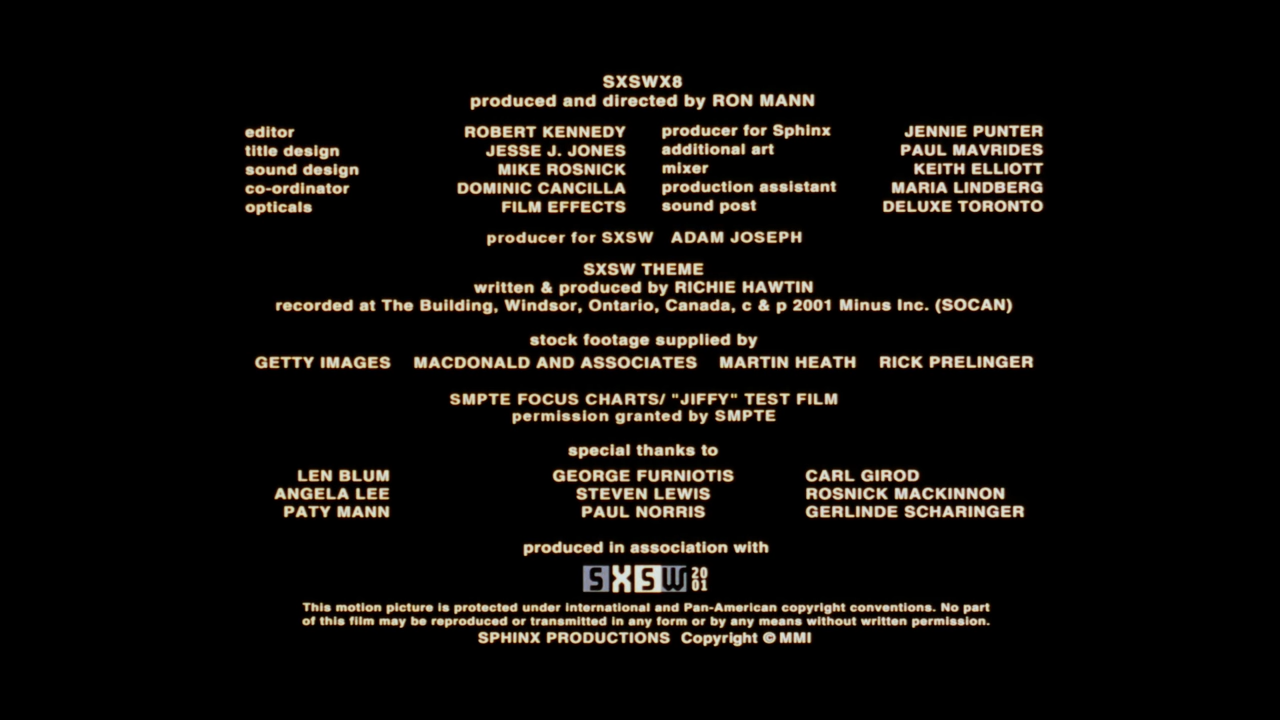 SXSWX8
produced and directed by RON MANN
editor ROBERT KENNEDY producer for Sphinx JENNIE PUNTER
title design JESSE J. JONES additional art PAUL MAVRIDES
sound design MIKE ROSNICK mixer KEITH ELLIOTT
co-ordinator DOMINIC CANCILLA production assistant MARIA LINDBERG
opticals FILM EFFECTS sound post DELUXE TORONTO
producer for SXSW ADAM JOSEPH
SXSW THEME
written & produced by RICHIE HAWTIN
recorded at The Building, Windsor, Ontario, Canada, c & p 2001 Minus Inc. (SOCAN)
stock footage supplied by
GETTY IMAGES MACDONALD AND ASSOCIATES MARTIN HEATH RICK PRELINGER
SMPTE FOCUS CHARTS/ "JIFFY" TEST FILM
permission granted by SMPTE
special thanks to
LEN BLUM GEORGE FURNIOTIS CARL GIROD
ANGELA LEE STEVEN LEWIS ROSNICK MACKINNON
PATY MANN PAUL NORRIS GERLINDE SCHARINGER
produced in association with
SXSW 2001
This motion picture is protected under international and Pan-American copyright conventions. No part
of this film may be reproduced or transmitted in any form or by any means without written permission.
SPHINX PRODUCTIONS Copyright © MMI